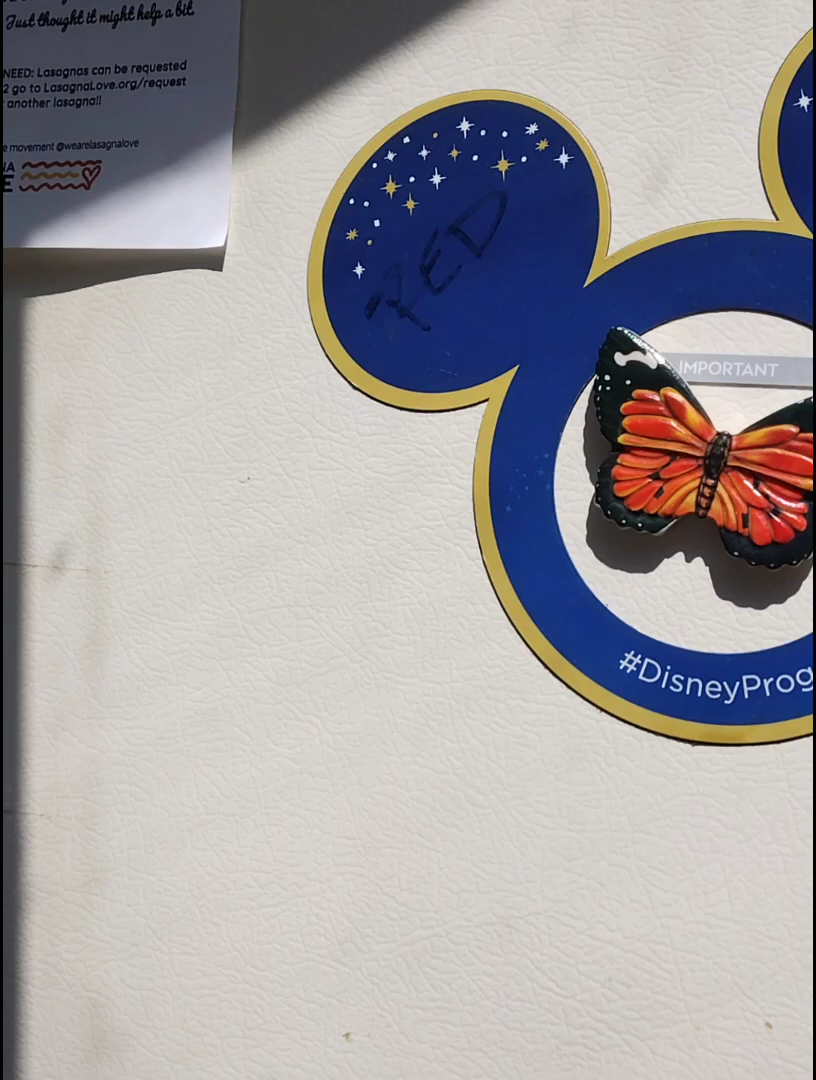 Just thought it might help a bit.
NEED: Lasagnas can be requested
2 go to LasagnaLove.org/request
another lasagna!!
e movement @wearelasagnalove
NA
E
RED
IMPORTANT
#DisneyProg